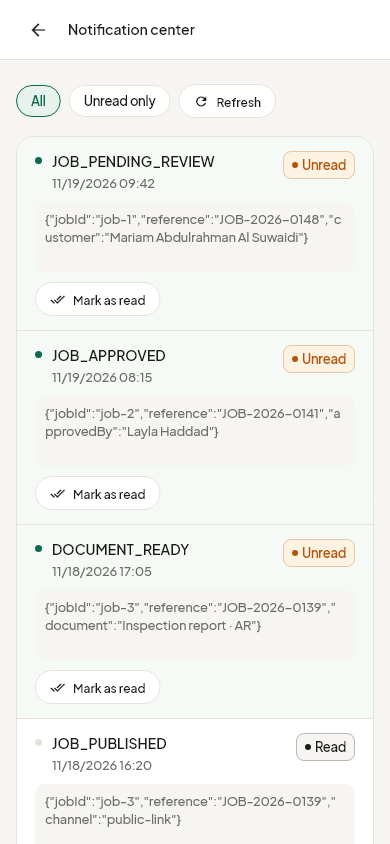 Notification center
All
Unread only
Refresh
JOB_PENDING_REVIEW
Unread
11/19/2026 09:42
{"jobId":"job-1","reference":"JOB-2026-0148","c
ustomer":"Mariam Abdulrahman Al Suwaidi"}
Mark as read
JOB_APPROVED
Unread
11/19/2026 08:15
{"jobId":"job-2","reference":"JOB-2026-0141","a
pprovedBy":"Layla Haddad"}
Mark as read
DOCUMENT_READY
Unread
11/18/2026 17:05
{"jobId":"job-3","reference":"JOB-2026-0139","
document":"Inspection report · AR"}
Mark as read
JOB_PUBLISHED
Read
11/18/2026 16:20
{"jobId":"job-3","reference":"JOB-2026-0139","
channel":"public-link"}